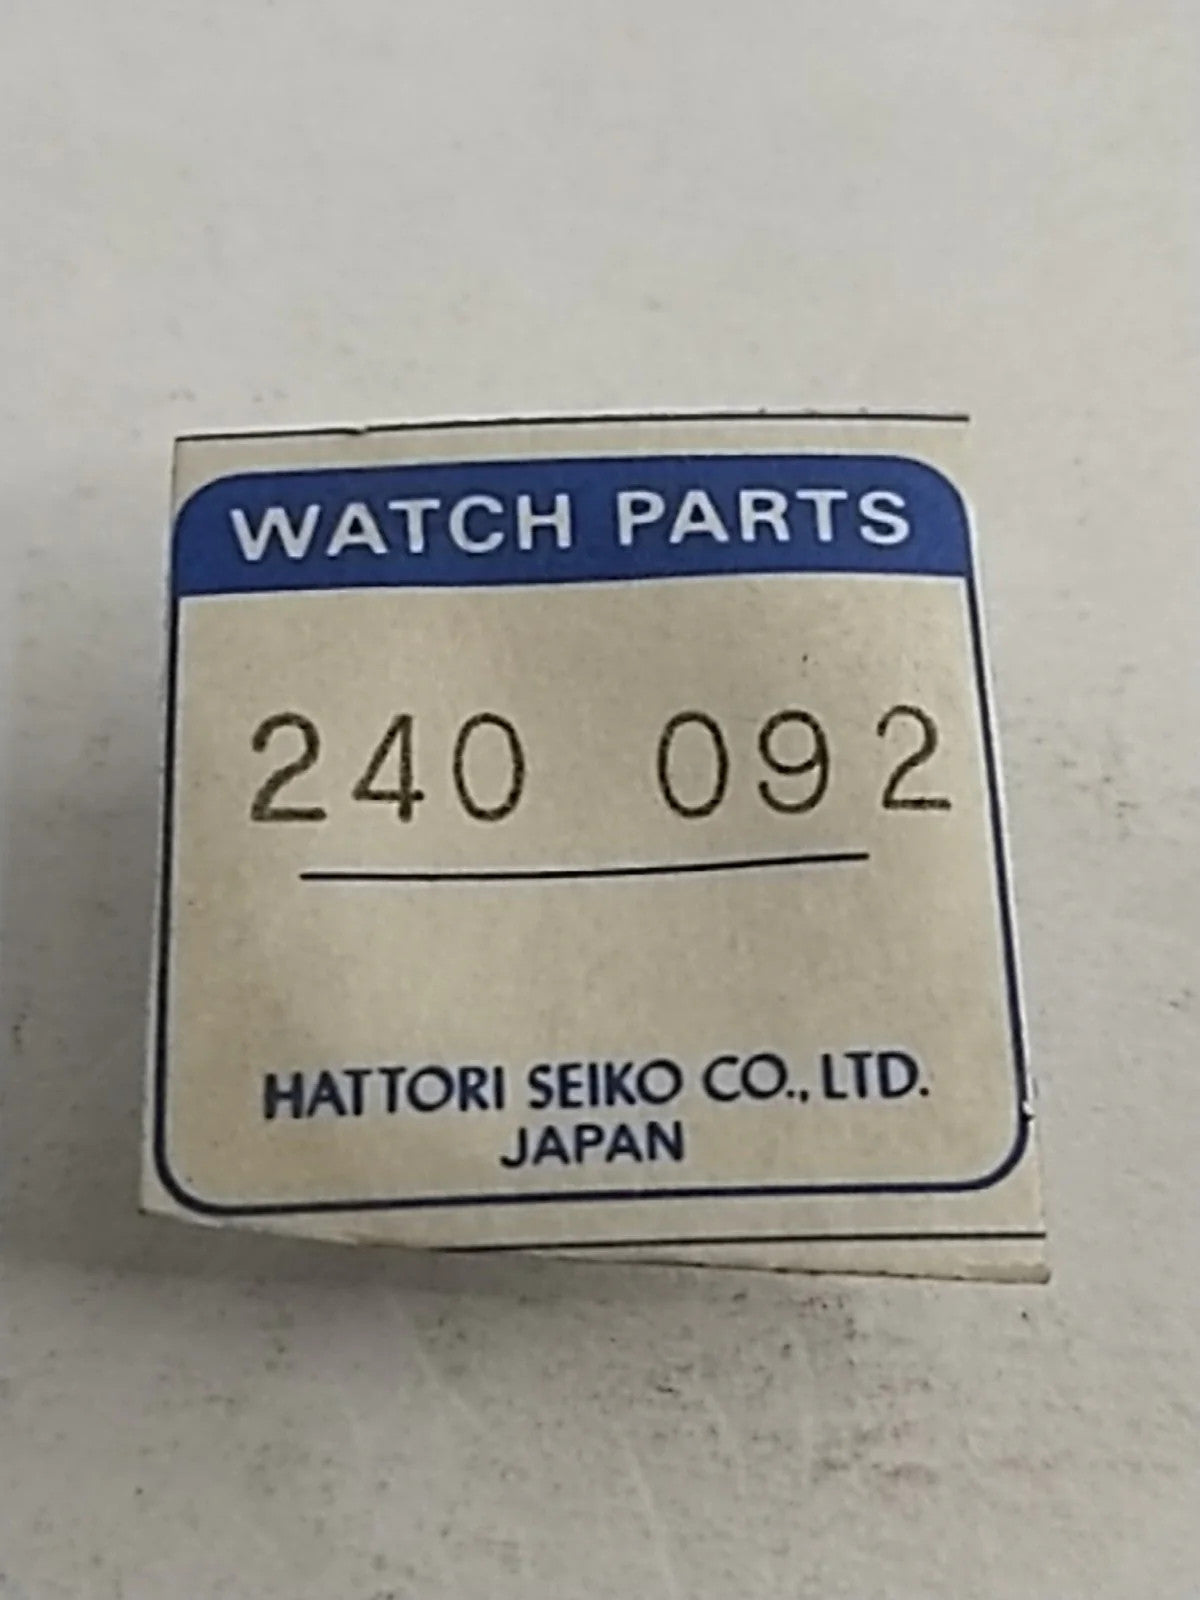 WATCH PARTS
240 092
HATTORI SEIKO CO., LTD.
JAPAN